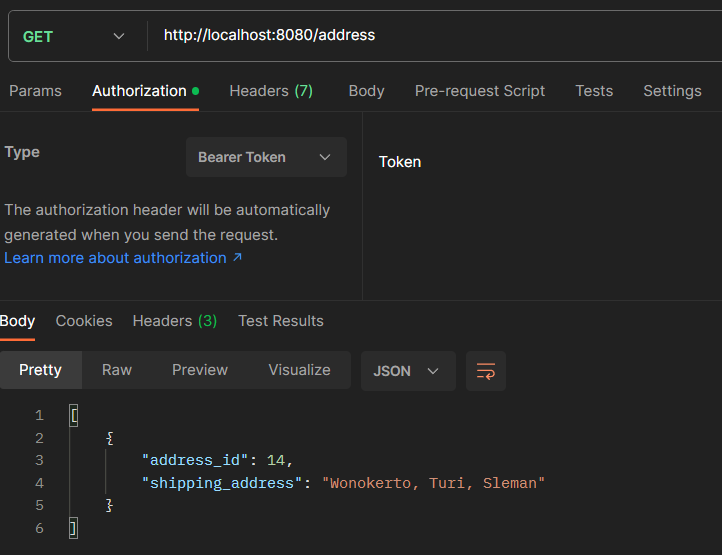 GET http://localhost:8080/address
Params Authorization Headers (7) Body Pre-request Script Tests Settings
Type Bearer Token
Token
The authorization header will be automatically
generated when you send the request.
Learn more about authorization ↗
Body Cookies Headers (3) Test Results
Pretty Raw Preview Visualize JSON
1 [
2 {
3 "address_id": 14,
4 "shipping_address": "Wonokerto, Turi, Sleman"
5 }
6 ]